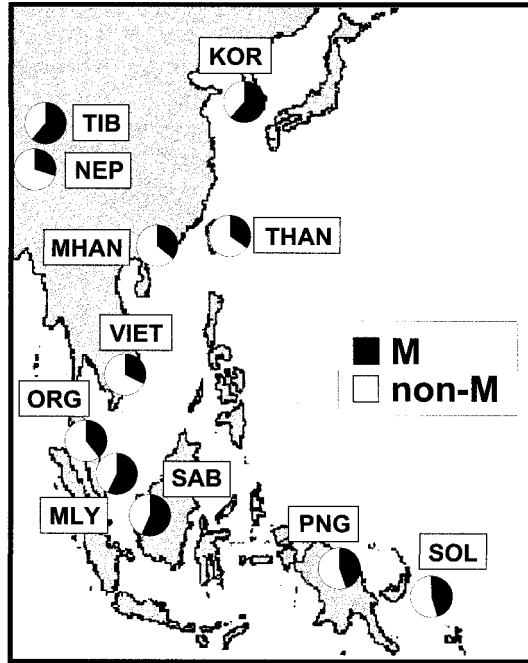 KOR
TIB
NEP
MHAN
THAN
VIET
M
non-M
ORG
SAB
MLY
PNG
SOL